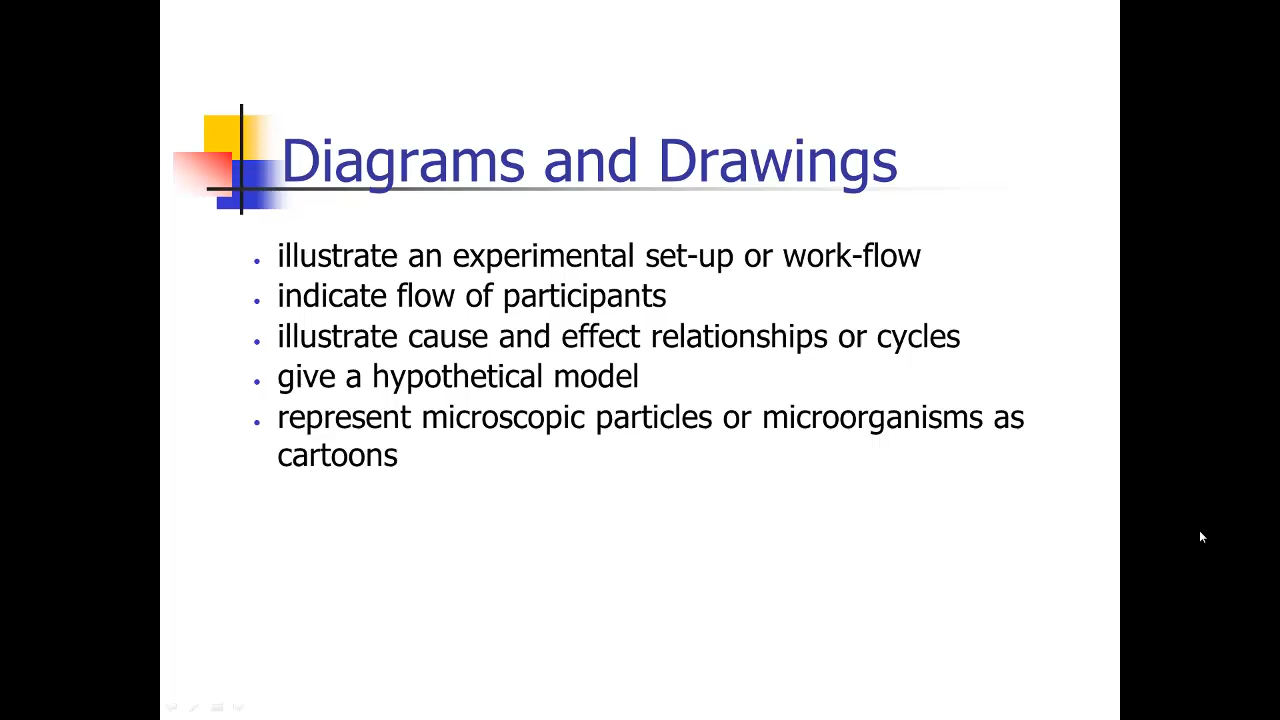 Diagrams and Drawings
• illustrate an experimental set-up or work-flow
• indicate flow of participants
• illustrate cause and effect relationships or cycles
• give a hypothetical model
• represent microscopic particles or microorganisms as
cartoons